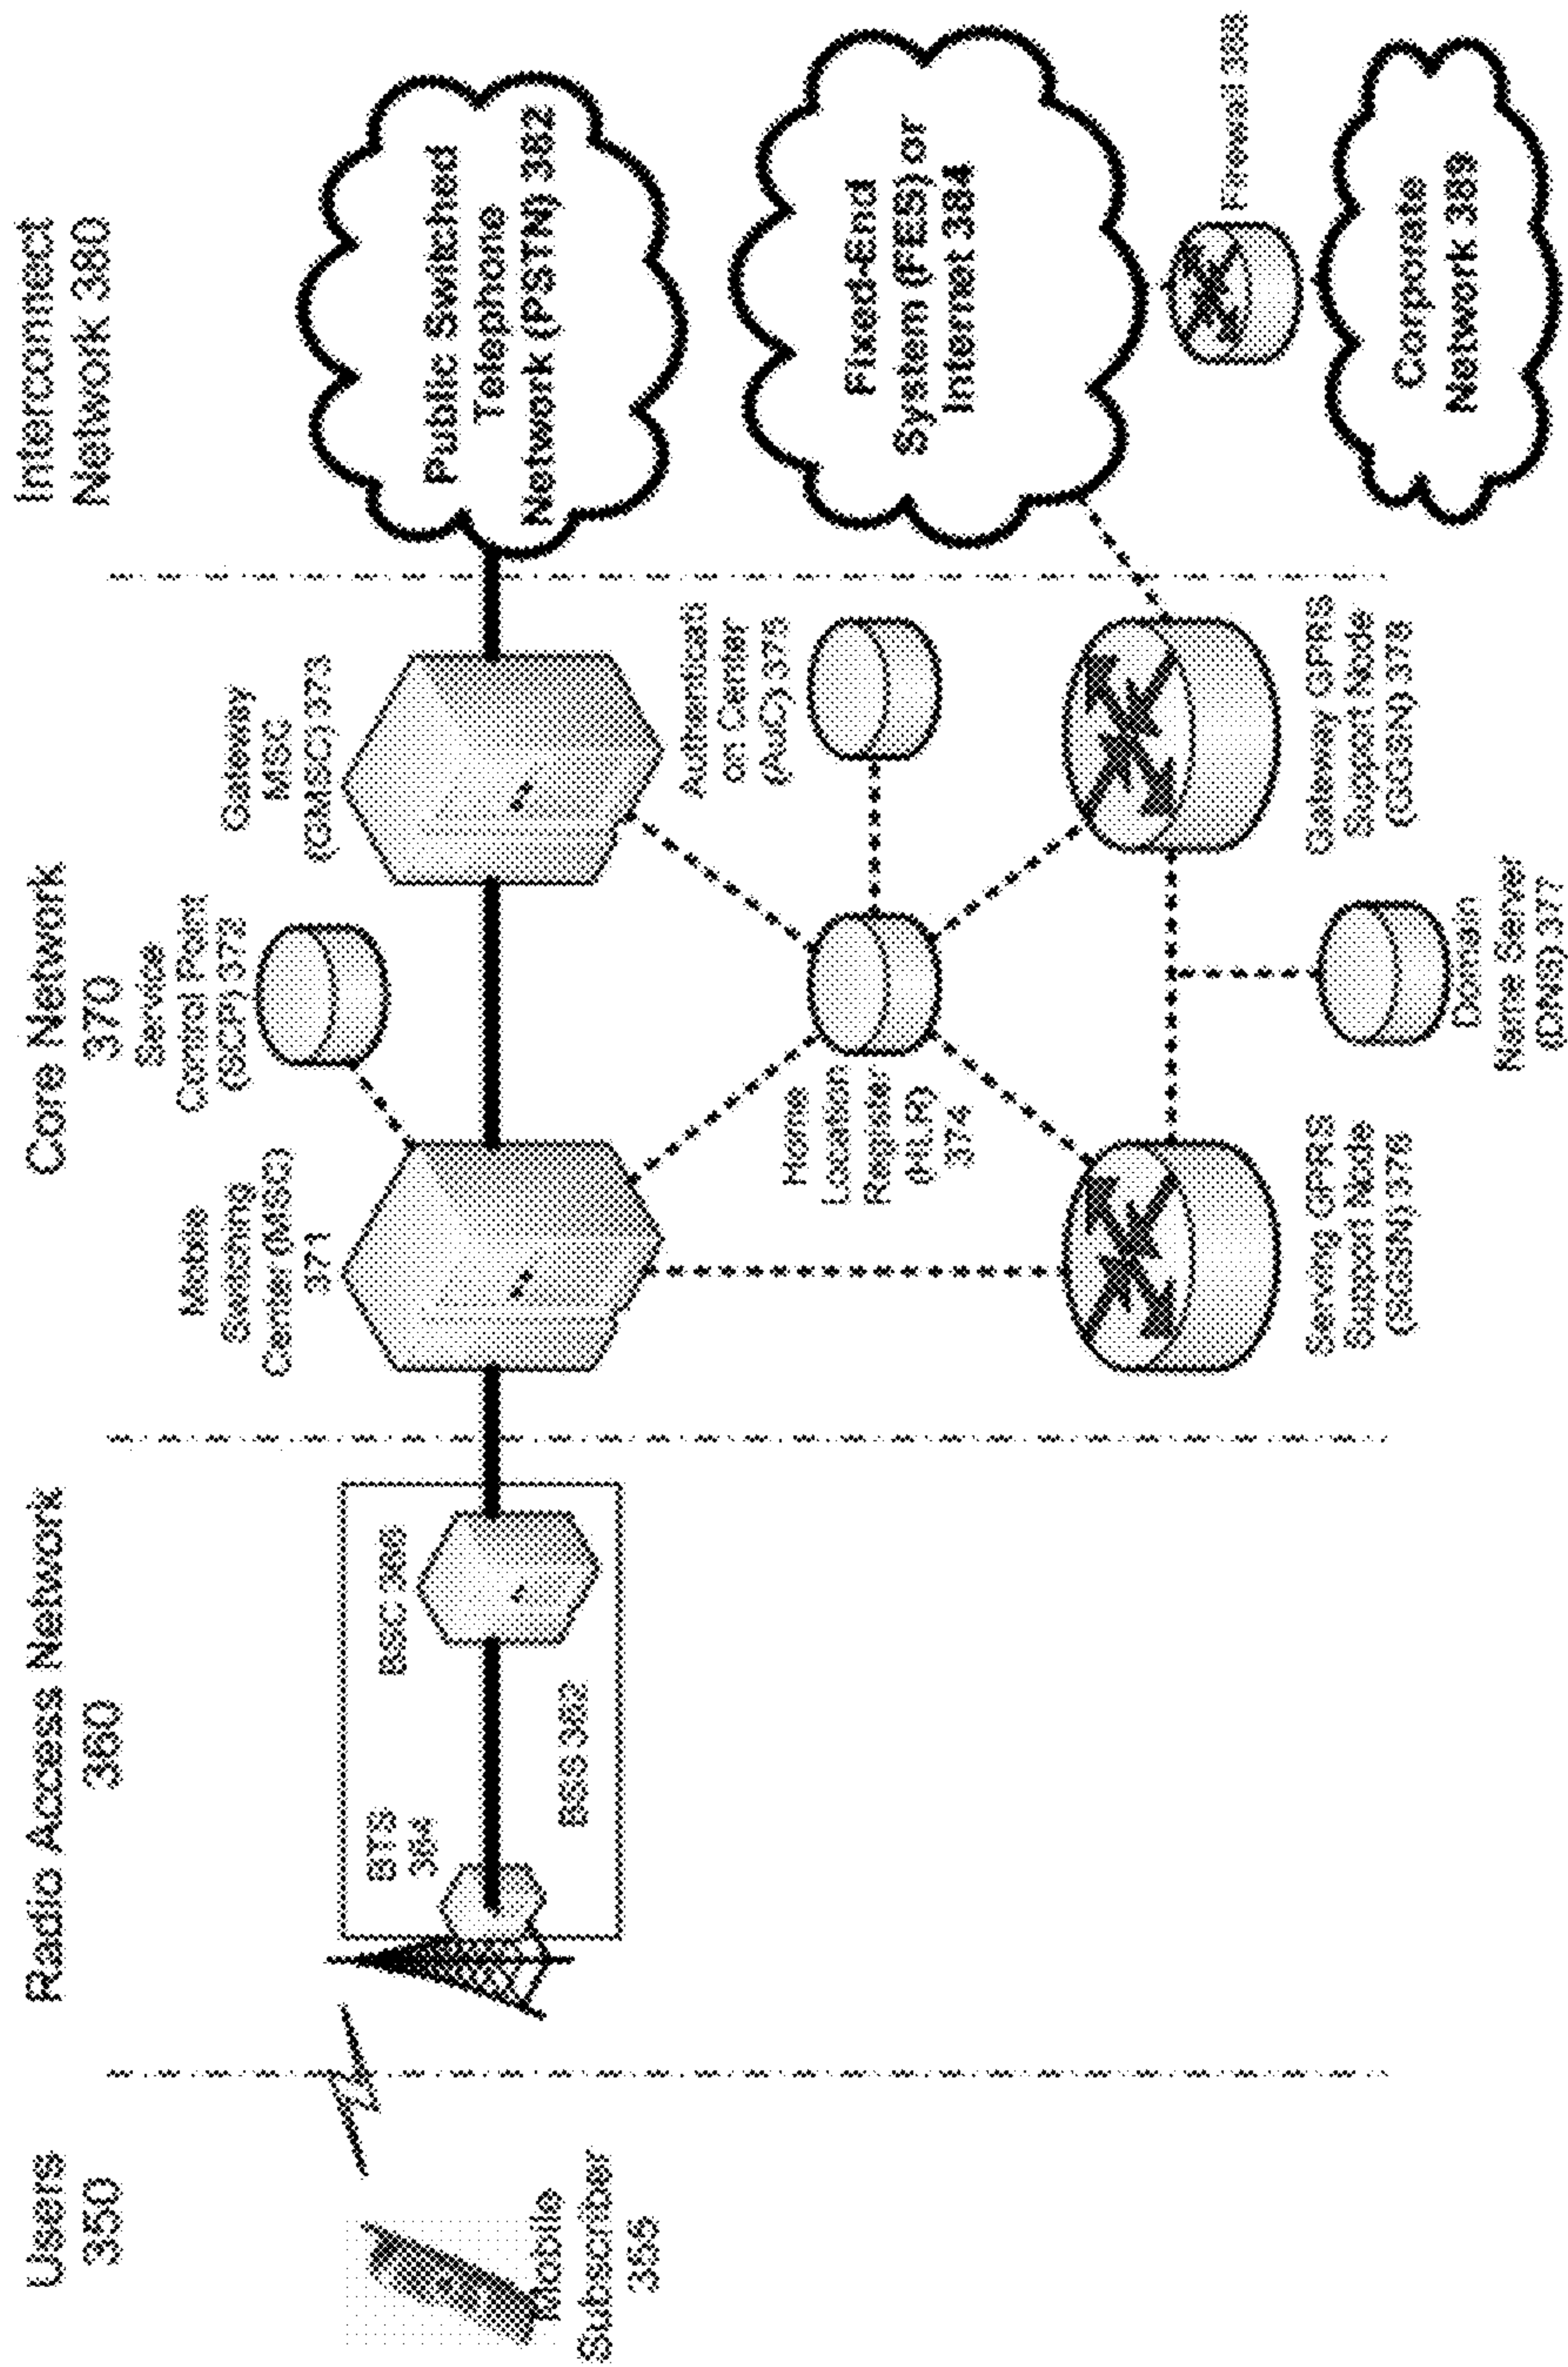 Users
350
Radio Access Network
360
Core Network
370
Interconnect
Network 380
Mobile
Subscriber
355
BTS
364
BSC 366
BSS 362
Mobile
Switching
Center (MSC)
371
Service
Control Point
(SCP) 372
Gateway
MSC
(GMSC) 373
Public Switched
Telephone
Network (PSTN) 382
Home
Location
Register
(HLR)
374
Authenticati
on Center
(AuC) 375
Fixed-End
System (FES) or
Internet 384
Serving GPRS
Support Node
(SGSN) 376
Domain
Name Server
(DNS) 377
Gateway GPRS
Support Node
(GGSN) 378
Firewall 388
Corporate
Network 389